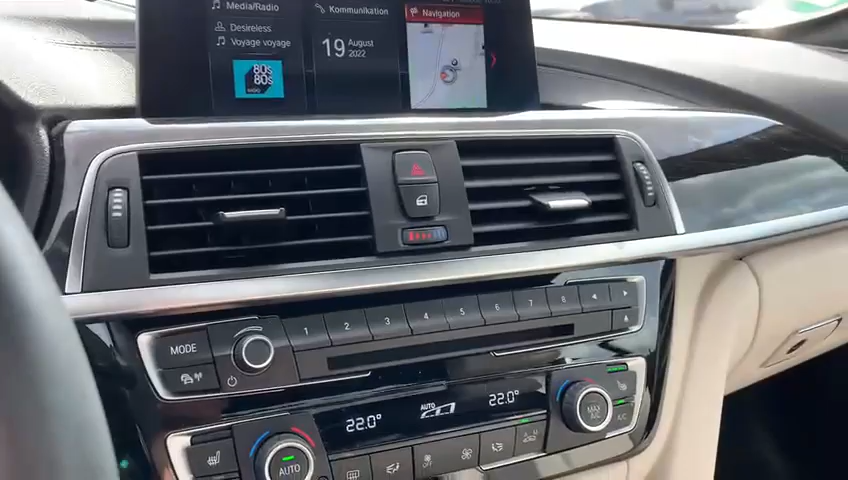 Media/Radio
Kommunikation
Navigation
Desireless
Voyage voyage
19 August
2022
80s
80s
1 2 3 4 5 6 7 8
MODE
22.0°
AUTO
22.0°
MAX
A/C
A/C
AUTO
OFF